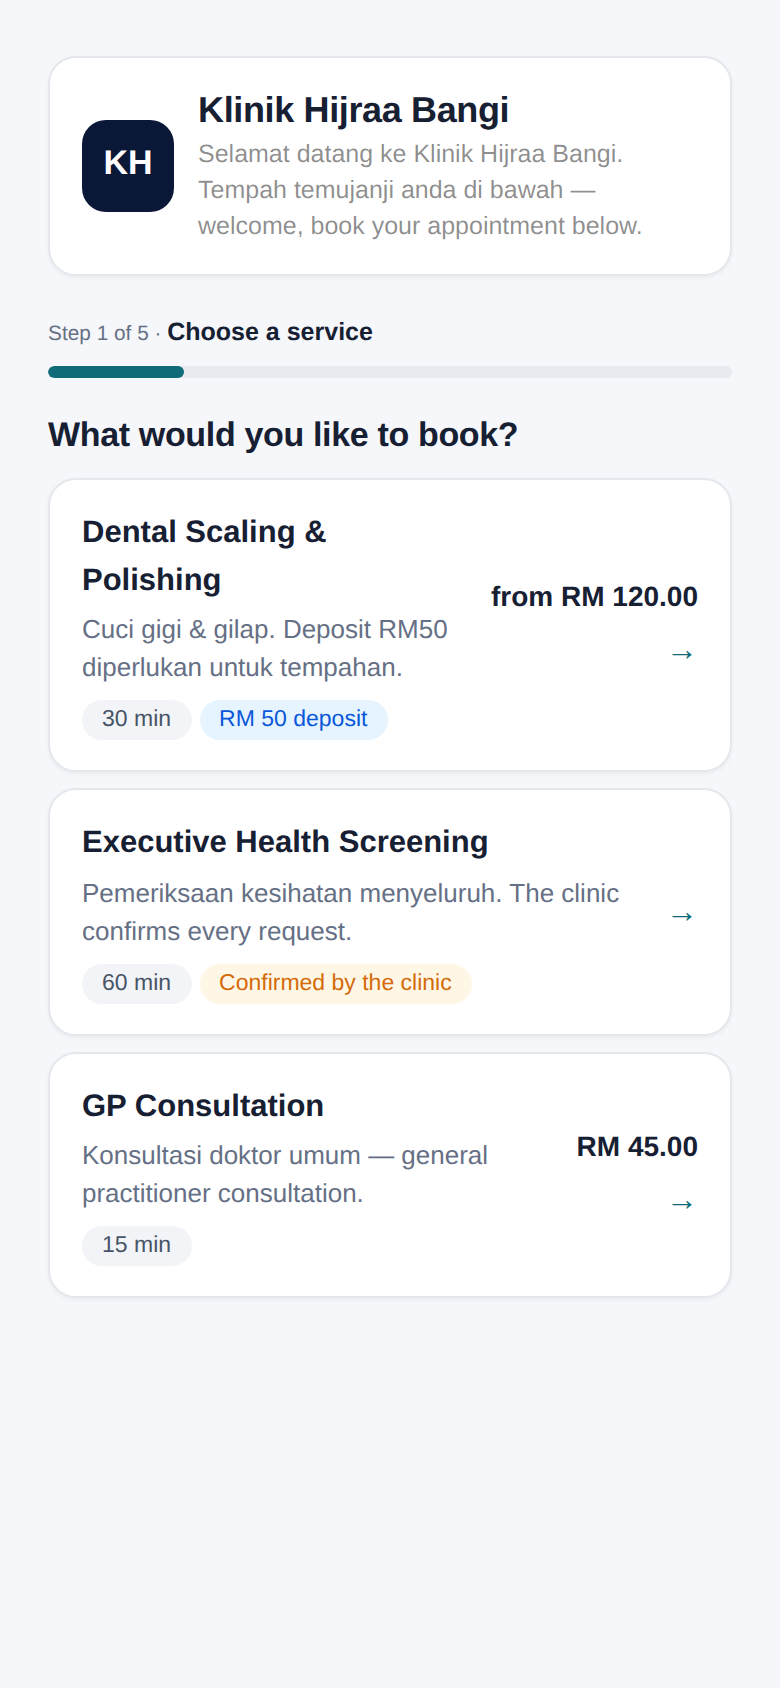 KH
Klinik Hijraa Bangi
Selamat datang ke Klinik Hijraa Bangi.
Tempah temujanji anda di bawah —
welcome, book your appointment below.
Step 1 of 5 · Choose a service
What would you like to book?
Dental Scaling &
Polishing
from RM 120.00
→
Cuci gigi & gilap. Deposit RM50
diperlukan untuk tempahan.
30 min
RM 50 deposit
Executive Health Screening
Pemeriksaan kesihatan menyeluruh. The clinic
confirms every request.
→
60 min
Confirmed by the clinic
GP Consultation
RM 45.00
→
Konsultasi doktor umum — general
practitioner consultation.
15 min